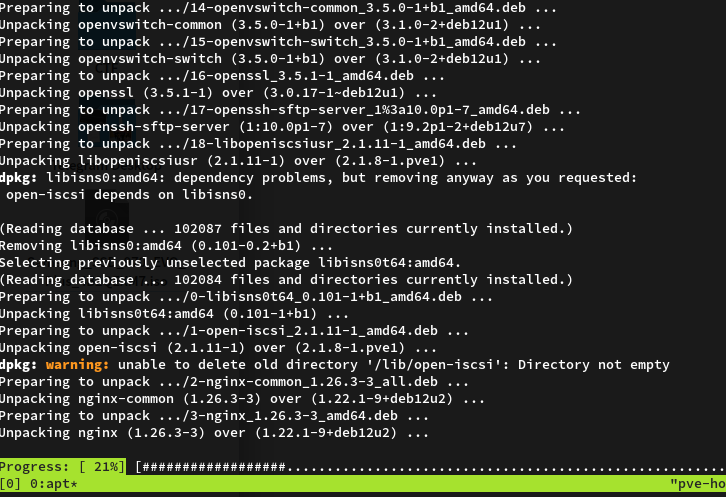 Preparing to unpack .../14-openvswitch-common_3.5.0-1+b1_amd64.deb ...
Unpacking openvswitch-common (3.5.0-1+b1) over (3.1.0-2+deb12u1) ...
Preparing to unpack .../15-openvswitch-switch_3.5.0-1+b1_amd64.deb ...
Unpacking openvswitch-switch (3.5.0-1+b1) over (3.1.0-2+deb12u1) ...
Preparing to unpack .../16-openssl_3.5.1-1_amd64.deb ...
Unpacking openssl (3.5.1-1) over (3.0.17-1~deb12u1) ...
Preparing to unpack .../17-openssh-sftp-server_1%3a10.0p1-7_amd64.deb ...
Unpacking openssh-sftp-server (1:10.0p1-7) over (1:9.2p1-2+deb12u7) ...
Preparing to unpack .../18-libopeniscsiusr_2.1.11-1_amd64.deb ...
Unpacking libopeniscsiusr (2.1.11-1) over (2.1.8-1.pve1) ...
dpkg: libisns0:amd64: dependency problems, but removing anyway as you requested:
 open-iscsi depends on libisns0.

(Reading database ... 102087 files and directories currently installed.)
Removing libisns0:amd64 (0.101-0.2+b1) ...
Selecting previously unselected package libisns0t64:amd64.
(Reading database ... 102084 files and directories currently installed.)
Preparing to unpack .../0-libisns0t64_0.101-1+b1_amd64.deb ...
Unpacking libisns0t64:amd64 (0.101-1+b1) ...
Preparing to unpack .../1-open-iscsi_2.1.11-1_amd64.deb ...
Unpacking open-iscsi (2.1.11-1) over (2.1.8-1.pve1) ...
dpkg: warning: unable to delete old directory '/lib/open-iscsi': Directory not empty
Preparing to unpack .../2-nginx-common_1.26.3-3_all.deb ...
Unpacking nginx-common (1.26.3-3) over (1.22.1-9+deb12u2) ...
Preparing to unpack .../3-nginx_1.26.3-3_amd64.deb ...
Unpacking nginx (1.26.3-3) over (1.22.1-9+deb12u2) ...

Progress: [ 21%] [##################.......................................................
[0] 0:apt* "pve-ho